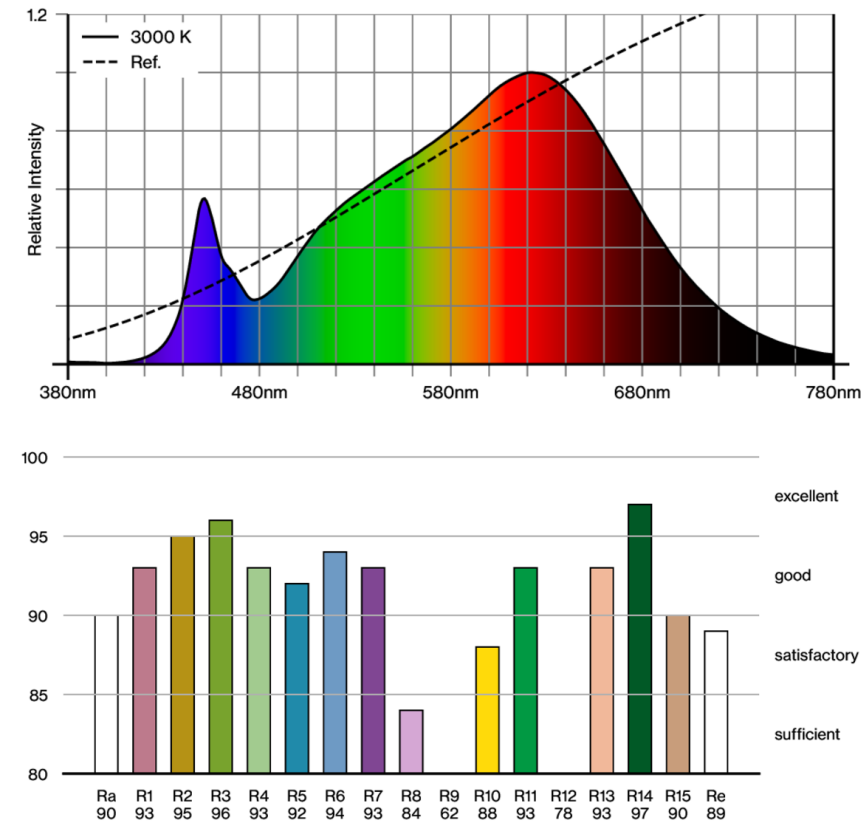 1.2
3000 K
Ref.
Relative Intensity
380nm 480nm 580nm 680nm 780nm
100
excellent
95
good
90
satisfactory
85
sufficient
80
Ra R1 R2 R3 R4 R5 R6 R7 R8 R9 R10 R11 R12 R13 R14 R15 Re
90 93 95 96 93 92 94 93 84 62 88 93 78 93 97 90 89